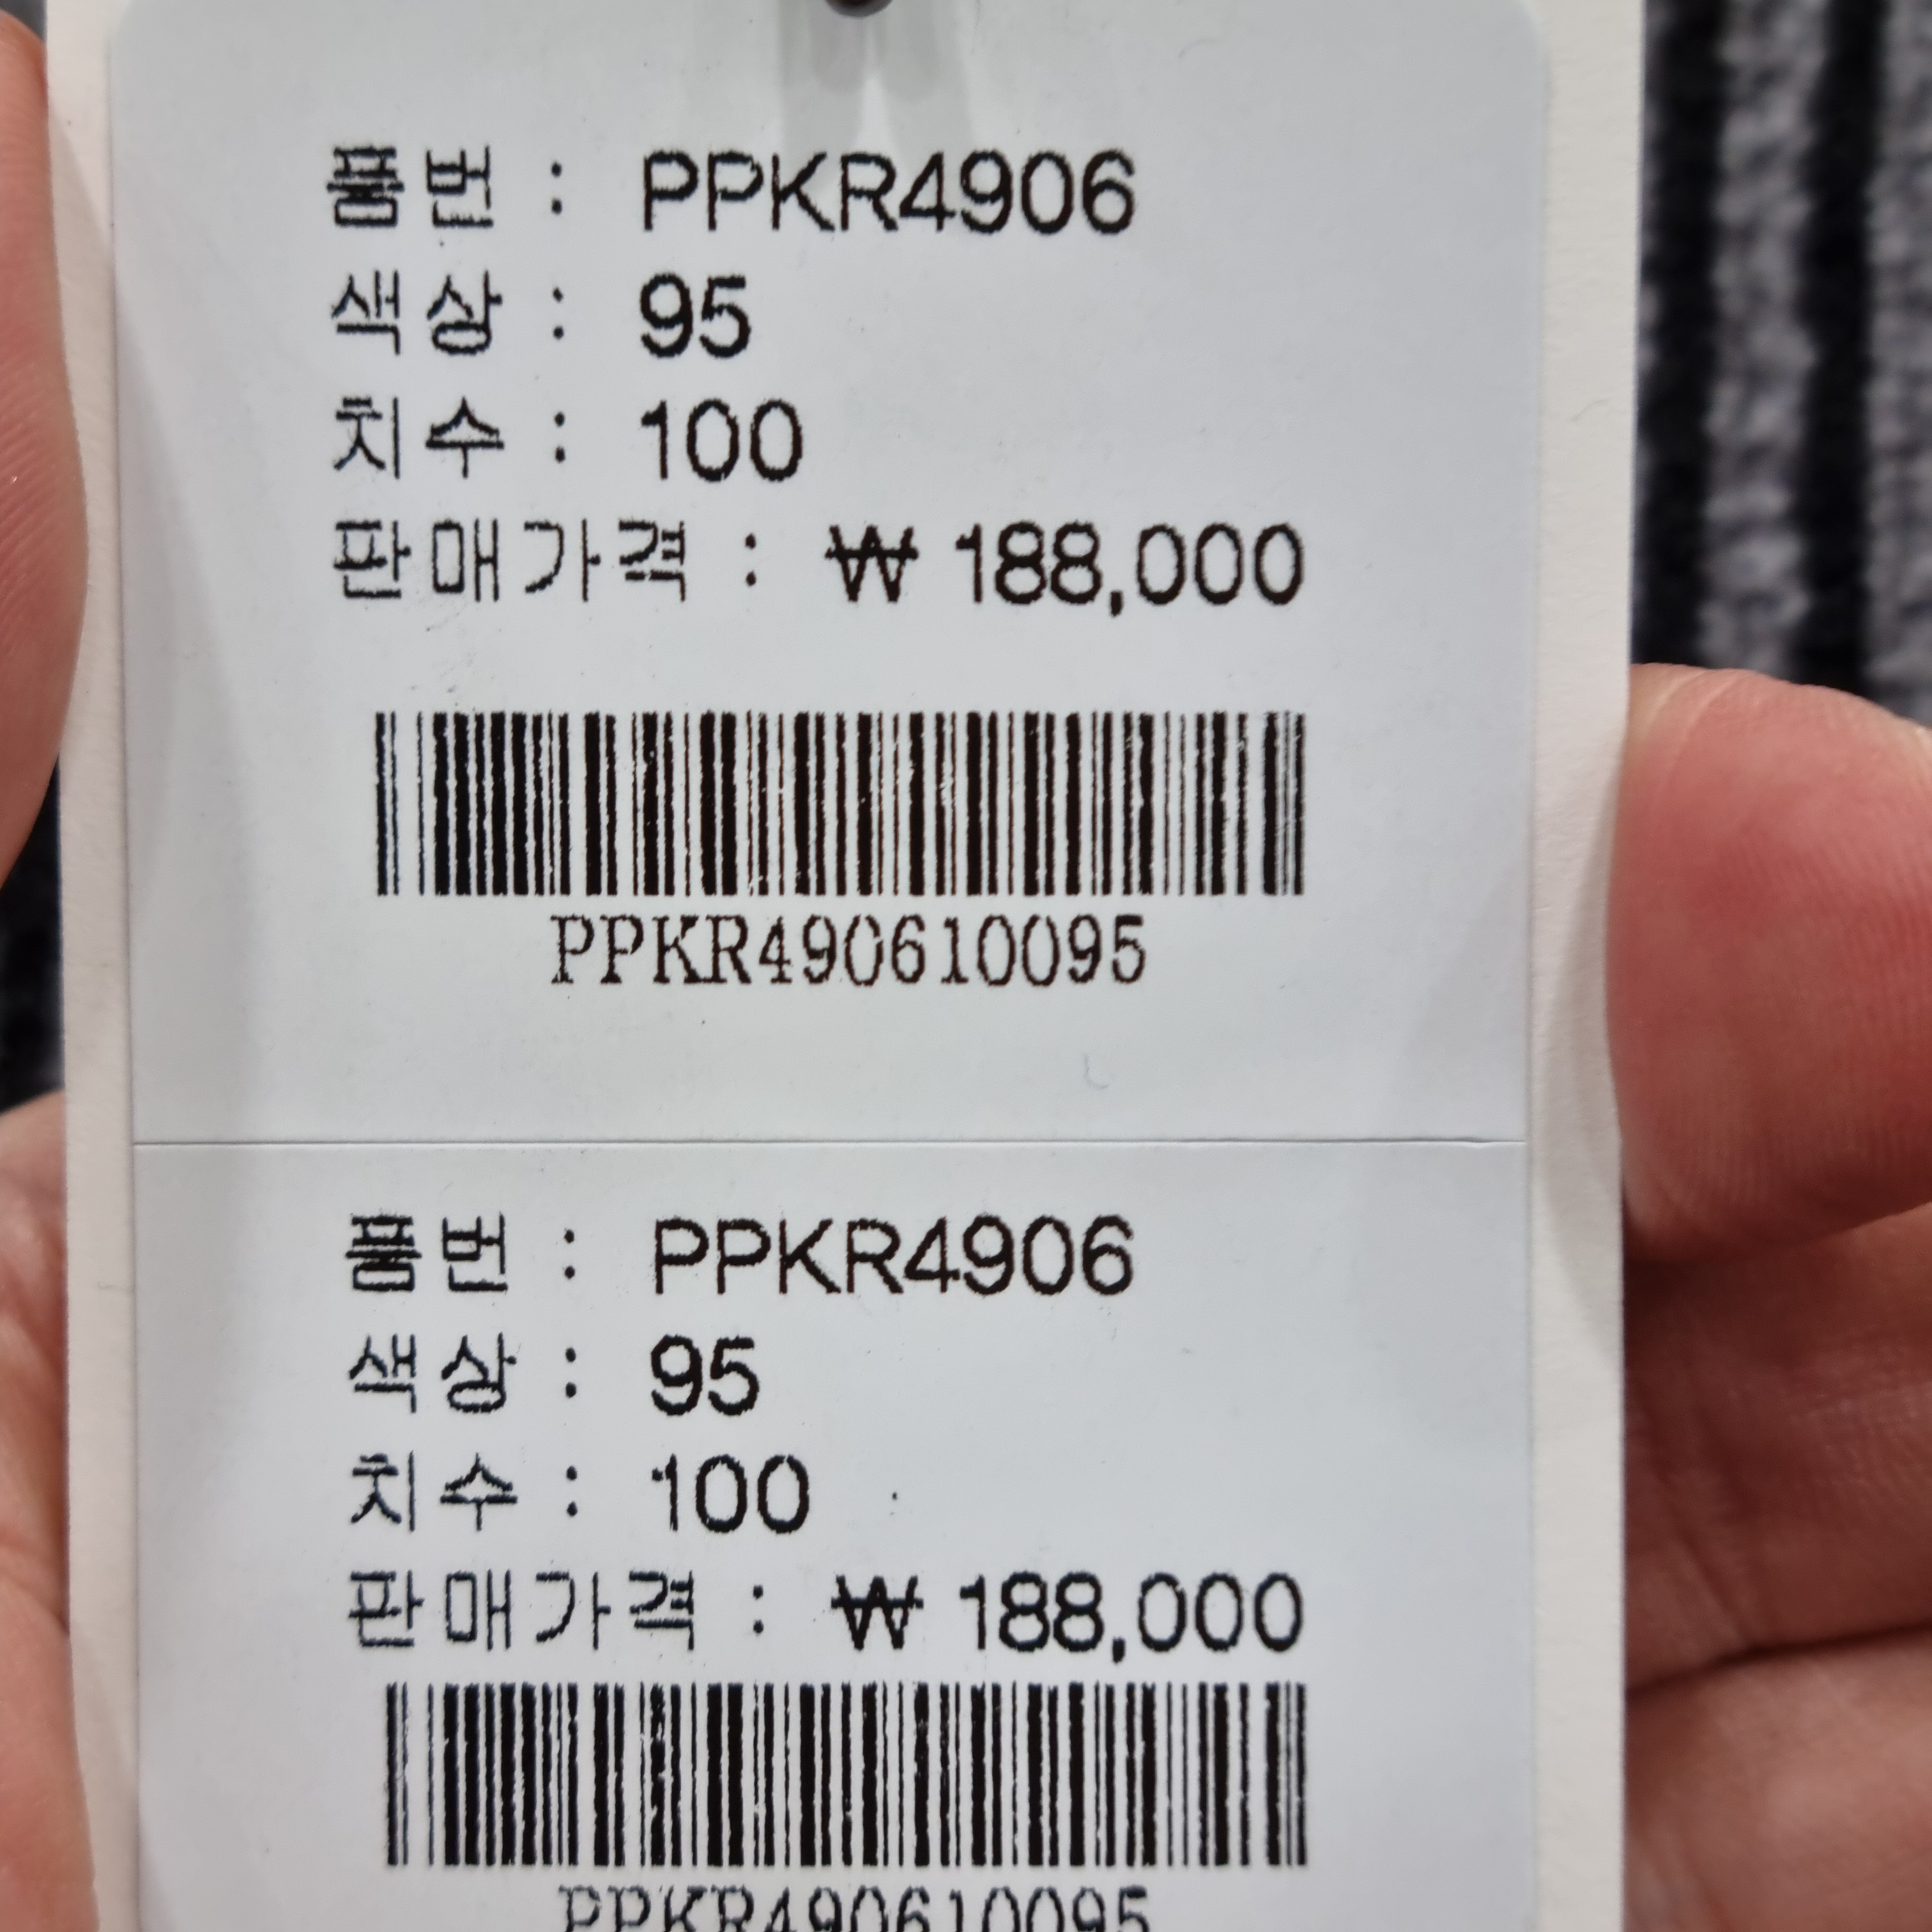 품번 : PPKR4906
색상 : 95
치수 : 100
판매가격 : ₩ 188,000
PPKR490610095
품번 : PPKR4906
색상 : 95
치수 : 100
판매가격 : ₩ 188,000
PPKR490610095